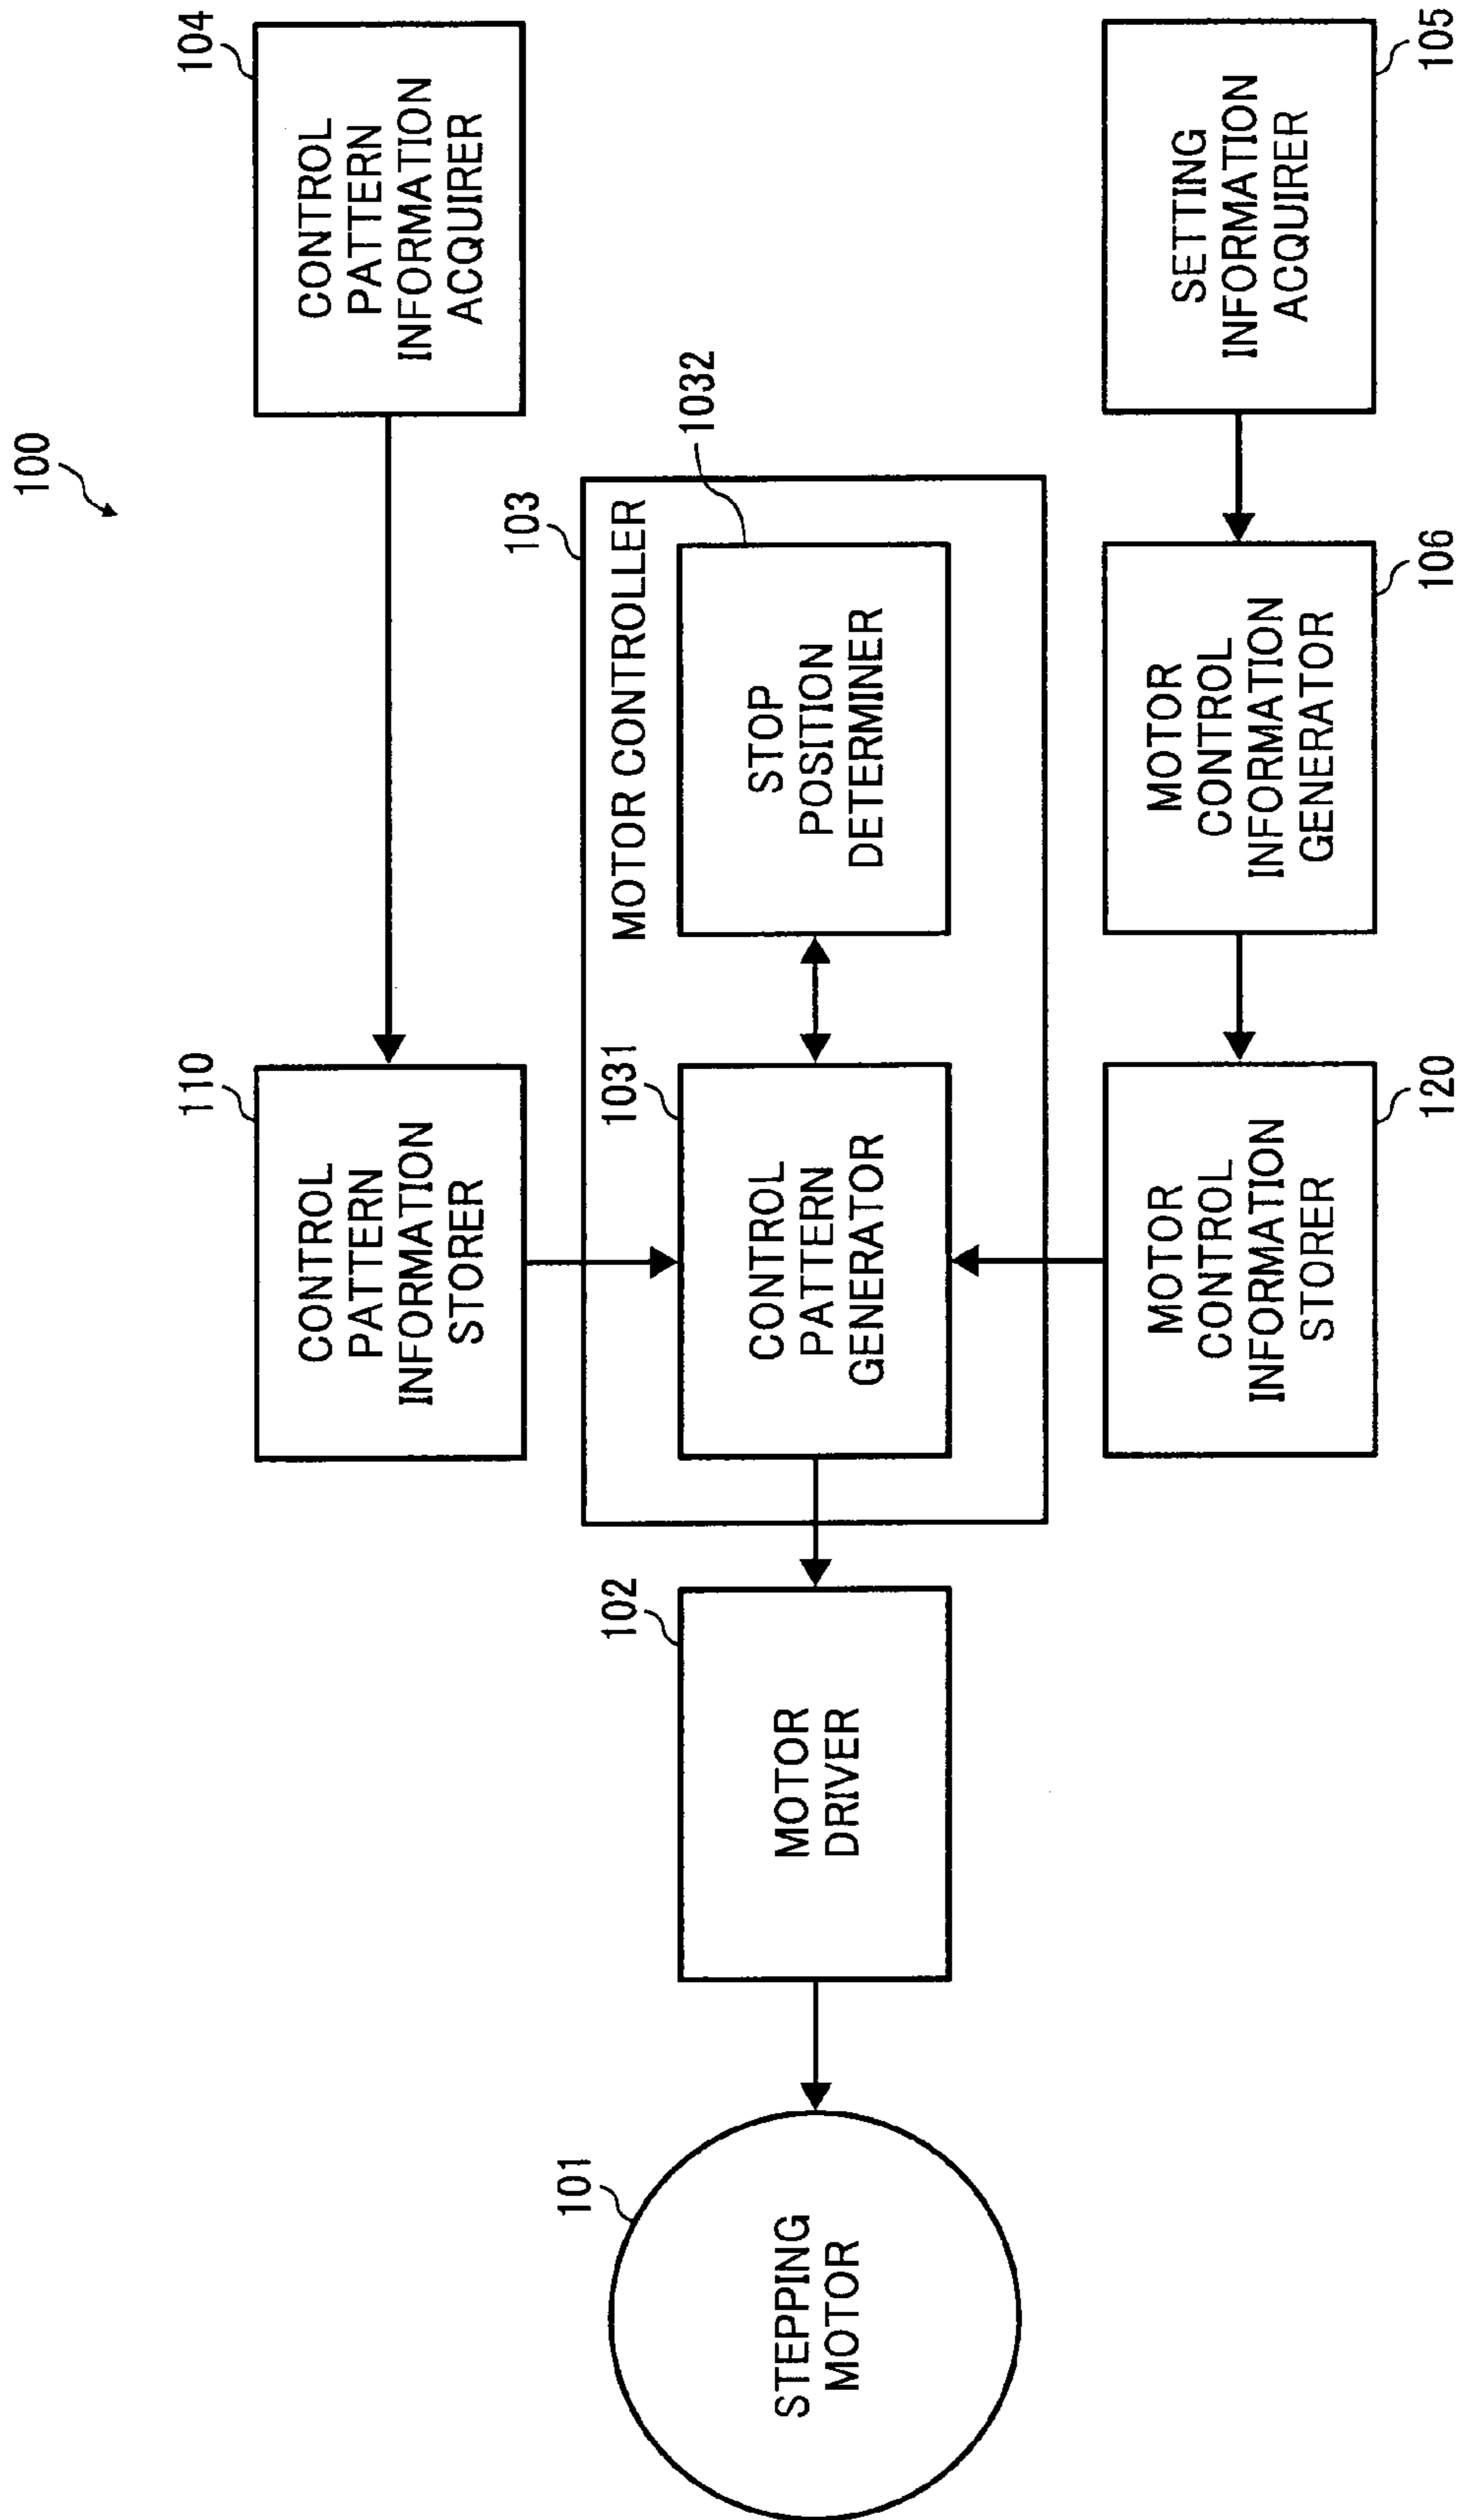 100
104
CONTROL
PATTERN
INFORMATION
ACQUIRER
110
CONTROL
PATTERN
INFORMATION
STORER
103
MOTOR CONTROLLER
101
STEPPING
MOTOR
102
MOTOR
DRIVER
1031
CONTROL
PATTERN
GENERATOR
1032
STOP
POSITION
DETERMINER
MOTOR
CONTROL
INFORMATION
STORER
120
MOTOR
CONTROL
INFORMATION
GENERATOR
106
SETTING
INFORMATION
ACQUIRER
105